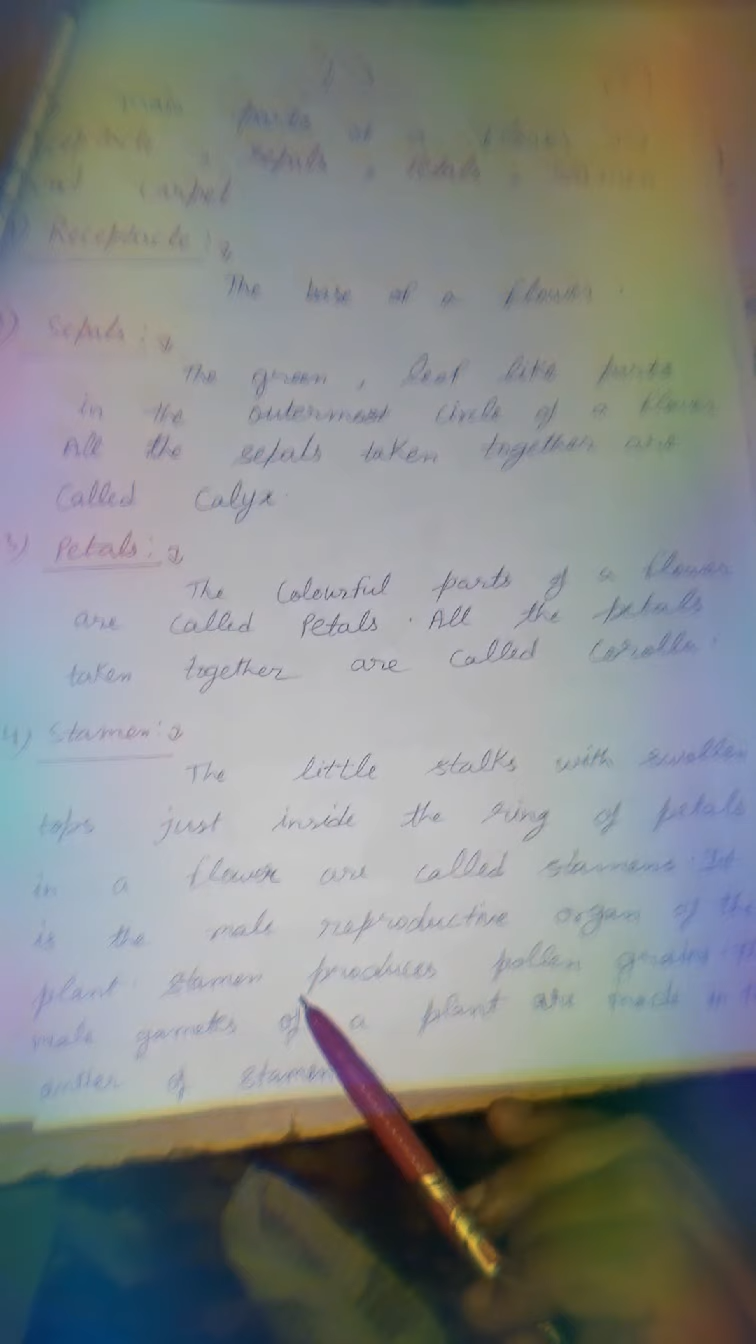 main parts of a flower
sepals, Petals,
and carpel
Receptacle :-
The base of a flower.
2) Sepals :-
The green, leaf like parts
in the outermost circle of a flower
All the sepals taken together are
called Calyx.
3) Petals :-
The Colourful parts of a flower
are called Petals. All the petals
taken together are called Corolla.
4) Stamen :-
The little stalks with swollen
tops just inside the ring of petals
in a flower are called stamens. It
is the male reproductive organ of the
plant. Stamen produces pollen grains. The
male gametes of a plant are made in
of stamen